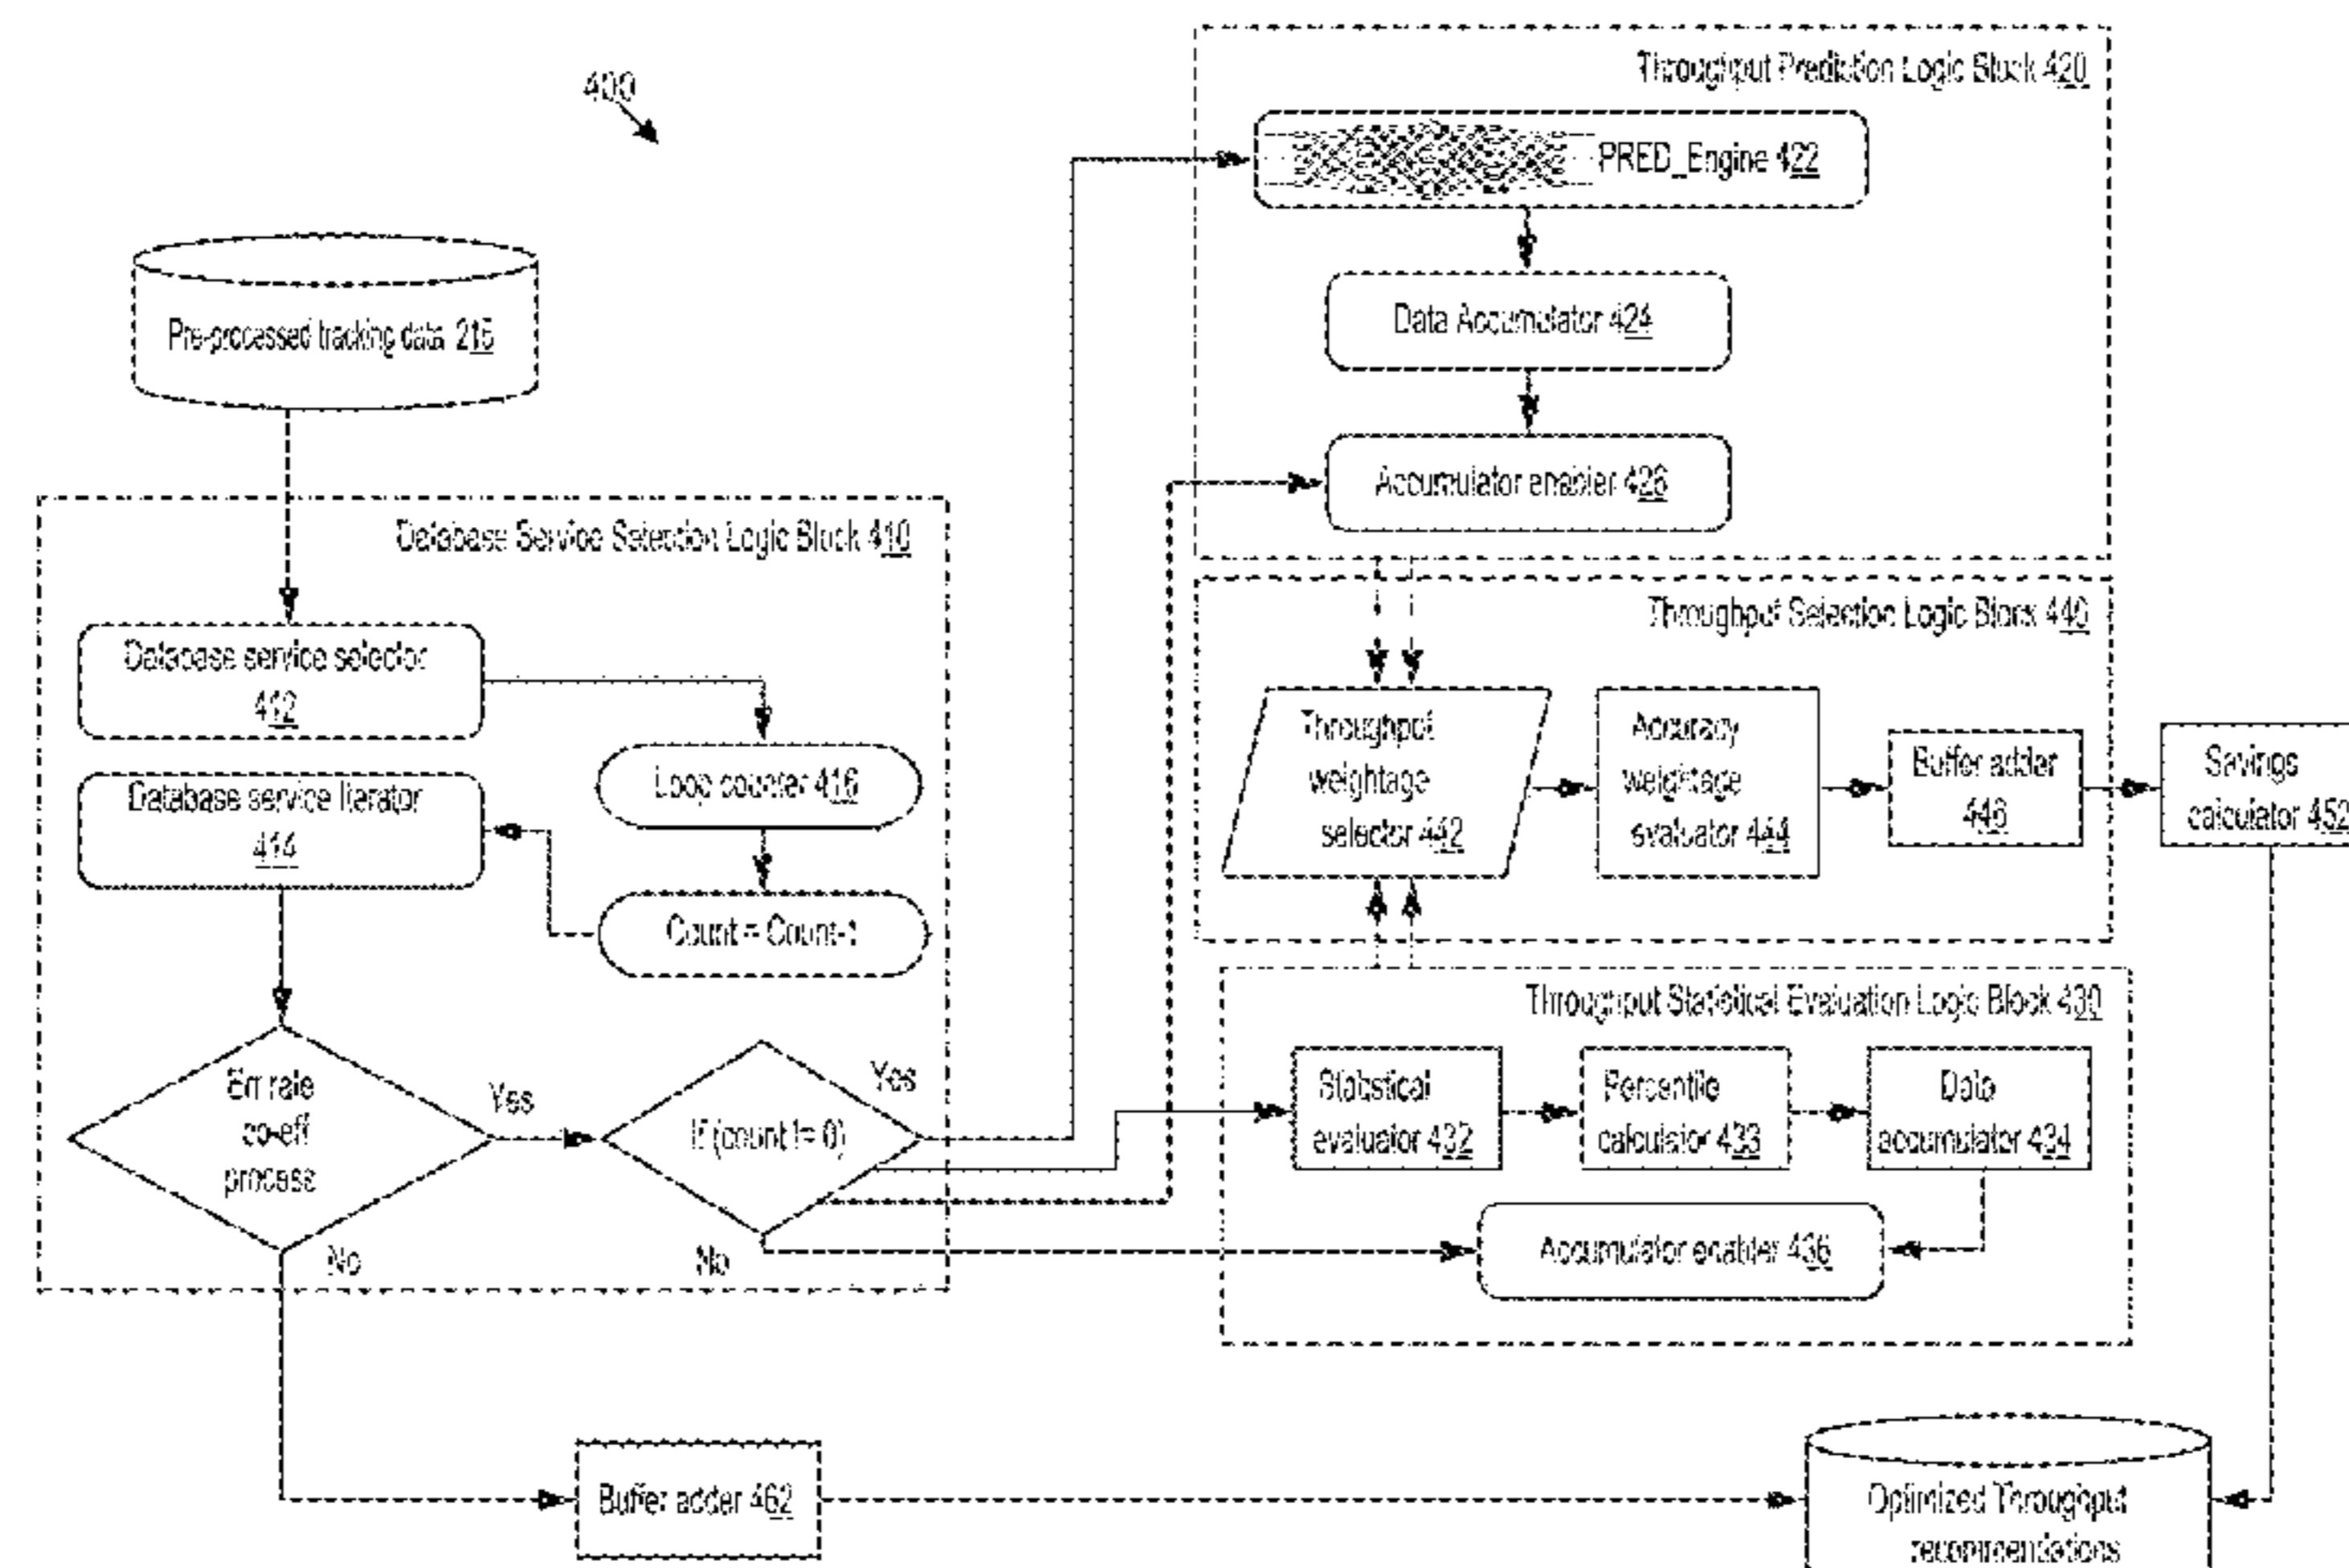 400
Throughput Prediction Logic Block 420
PRED_Engine 422
Data Accumulator 424
Accumulator enabler 426
Pre-processed tracking data 215
Database Service Selection Logic Block 410
Database service selector
412
Loop counter 416
Database service Iterator
414
Count = Count-1
Err rate
co-eff
process
Yes
No
If (count != 0)
Yes
No
Throughput Selection Logic Block 440
Throughput
weightage
selector 442
Accuracy
weightage
evaluator 444
Buffer adder
446
Savings
calculator 452
Throughput Statistical Evaluation Logic Block 430
Statistical
evaluator 432
Percentile
calculator 433
Data
accumulator 434
Accumulator enabler 436
Buffer adder 462
Optimized Throughput
recommendations